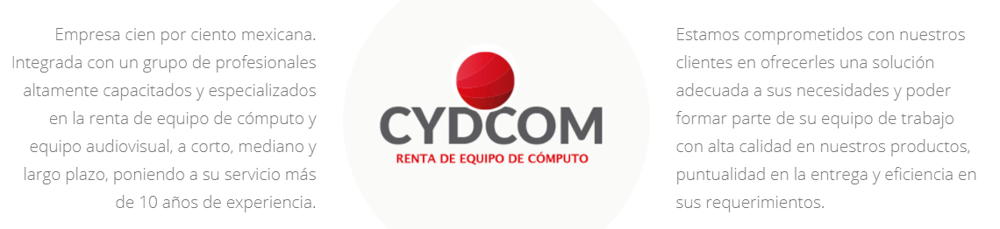 Empresa cien por ciento mexicana.
Integrada con un grupo de profesionales
altamente capacitados y especializados
en la renta de equipo de cómputo y
equipo audiovisual, a corto, mediano y
largo plazo, poniendo a su servicio más
de 10 años de experiencia.
CYDCOM
RENTA DE EQUIPO DE CÓMPUTO
Estamos comprometidos con nuestros
clientes en ofrecerles una solución
adecuada a sus necesidades y poder
formar parte de su equipo de trabajo
con alta calidad en nuestros productos,
puntualidad en la entrega y eficiencia en
sus requerimientos.